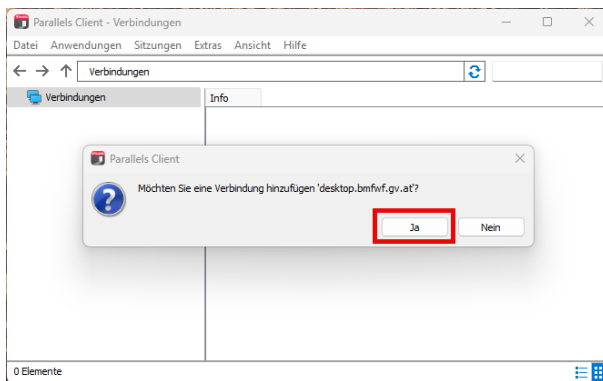 Parallels Client - Verbindungen
Datei Anwendungen Sitzungen Extras Ansicht Hilfe
Verbindungen
Verbindungen
Info
Parallels Client
Möchten Sie eine Verbindung hinzufügen 'desktop.bmfwf.gv.at'?
Ja Nein
0 Elemente